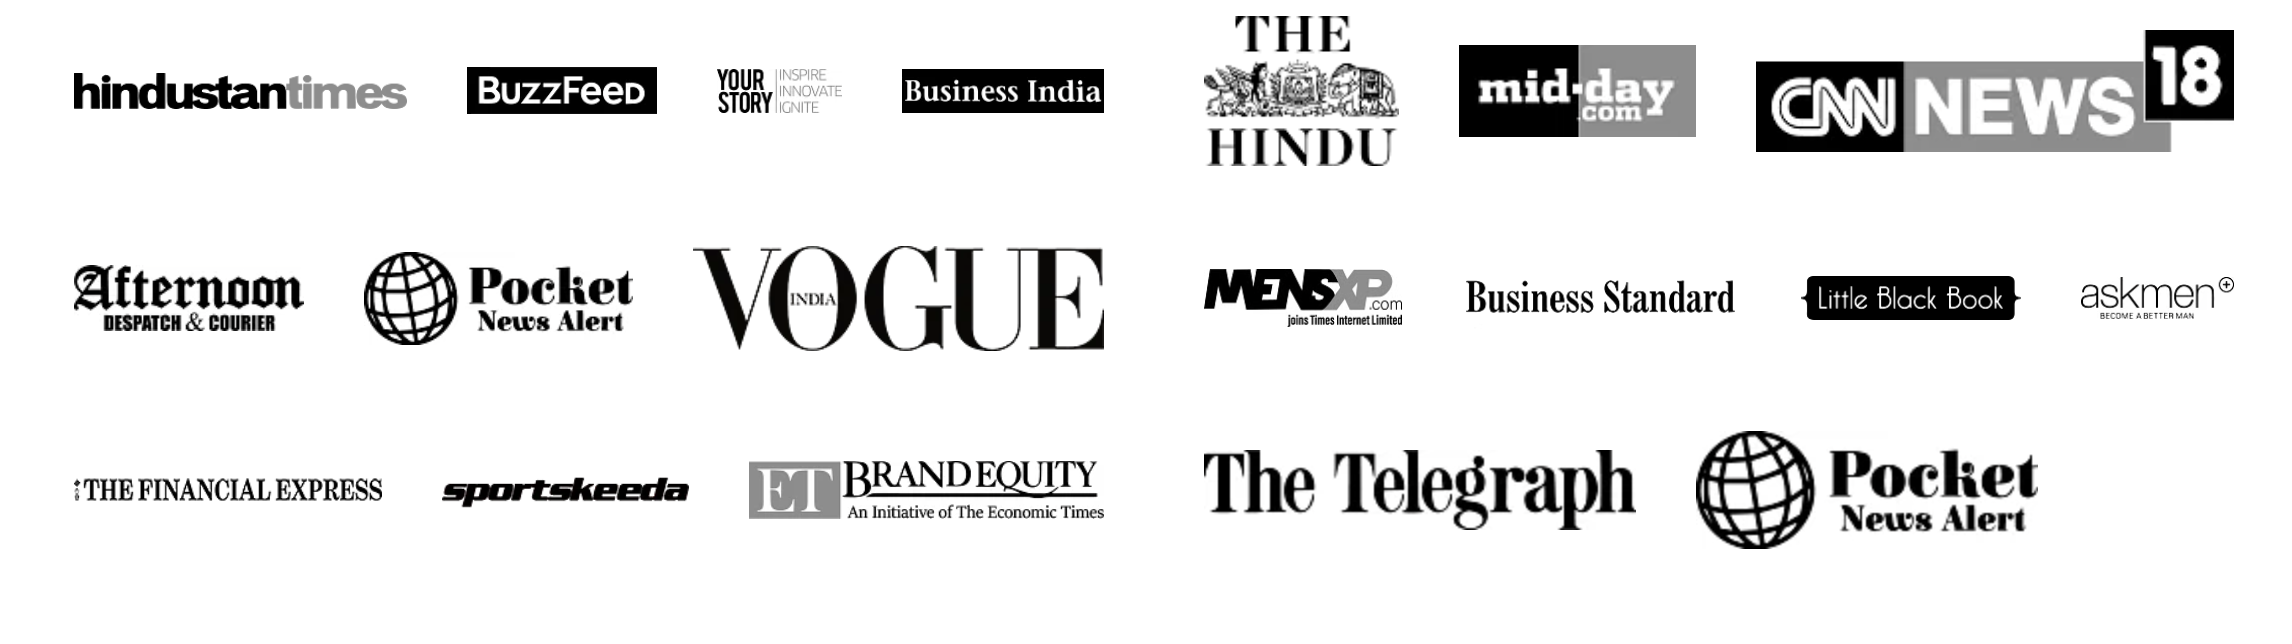 hindustantimes
BuzzFeeD
YOUR STORY
INSPIRE
INNOVATE
IGNITE
Business India
THE
HINDU
mid-day
.com
CNN NEWS 18
Afternoon
DESPATCH & COURIER
Pocket
News Alert
VOGUE
INDIA
MENSXP
.com
joins Times Internet Limited
Business Standard
Little Black Book
askmen
BECOME A BETTER MAN
THE FINANCIAL EXPRESS
sportskeeda
ET BRAND EQUITY
An Initiative of The Economic Times
The Telegraph
Pocket
News Alert